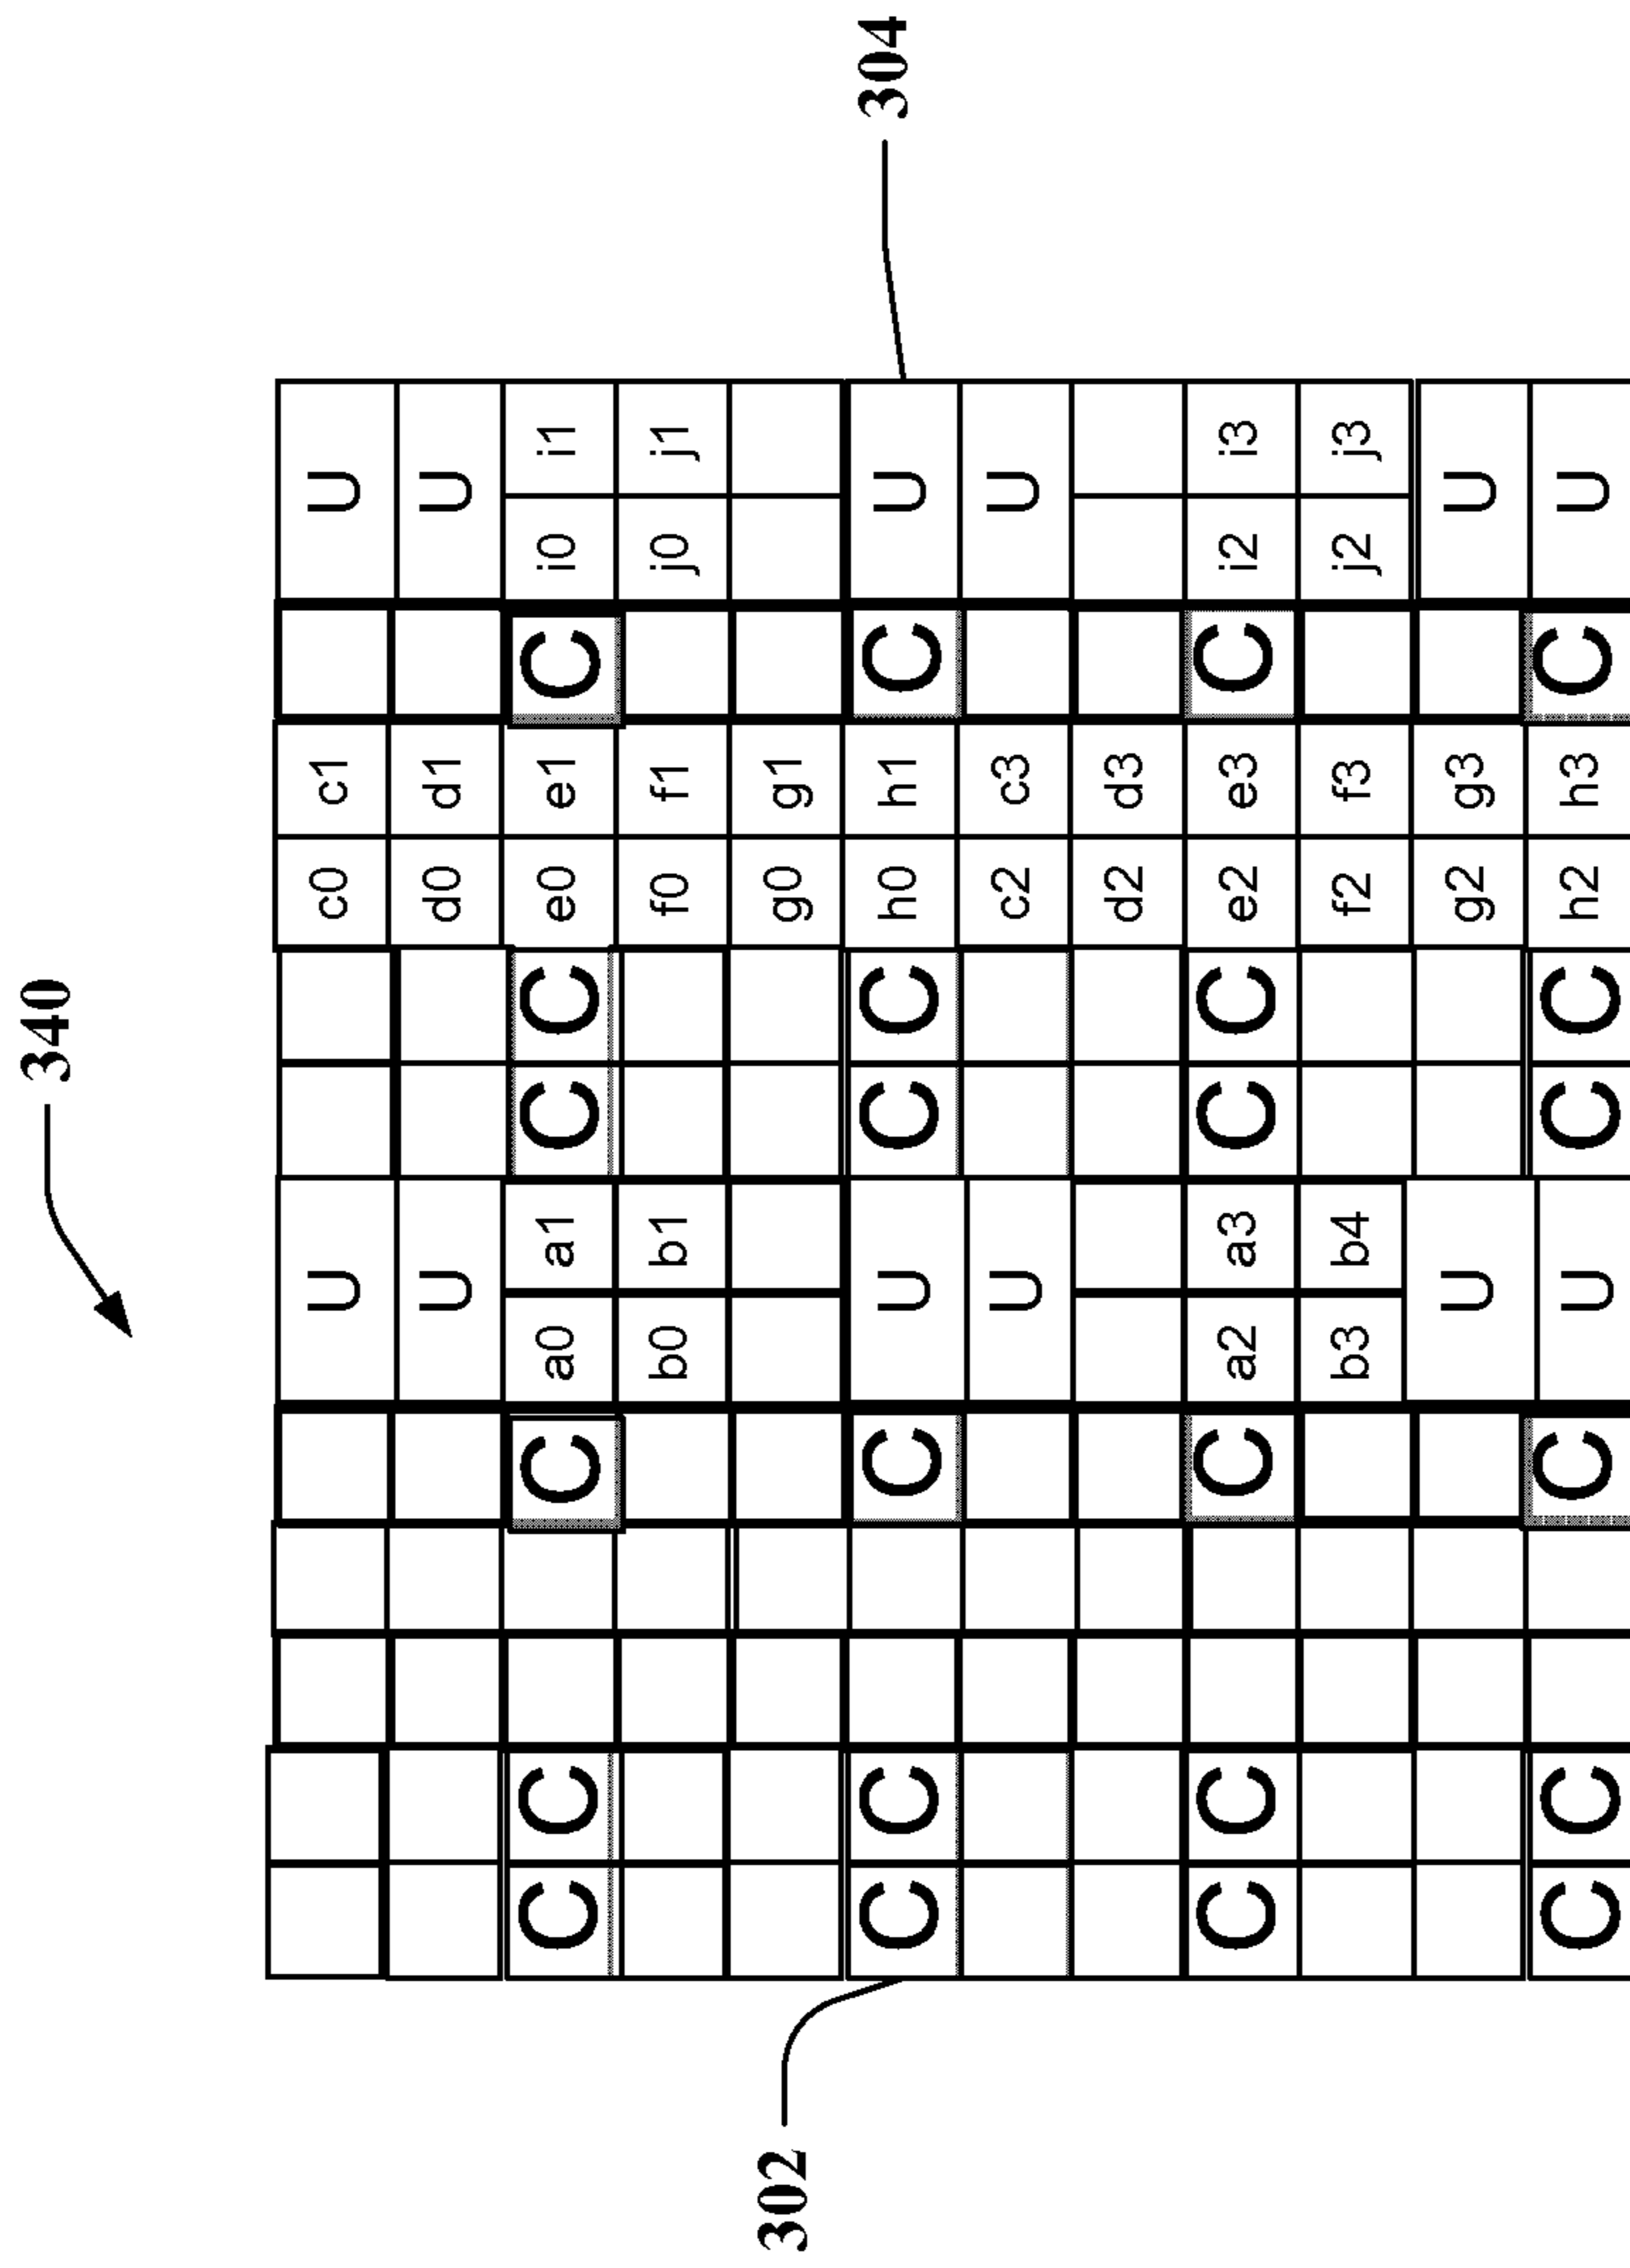 340
U c0 c1 U
U d0 d1 U
C C C a0 a1 C C e0 e1 C i0 i1
b0 b1 f0 f1 j0 j1
g0 g1
302 C C C U C C h0 h1 C U 304
U c2 c3 U
d2 d3
C C C a2 a3 C C e2 e3 C i2 i3
b3 b4 f2 f3 j2 j3
U g2 g3 U
C C C U C C h2 h3 C U